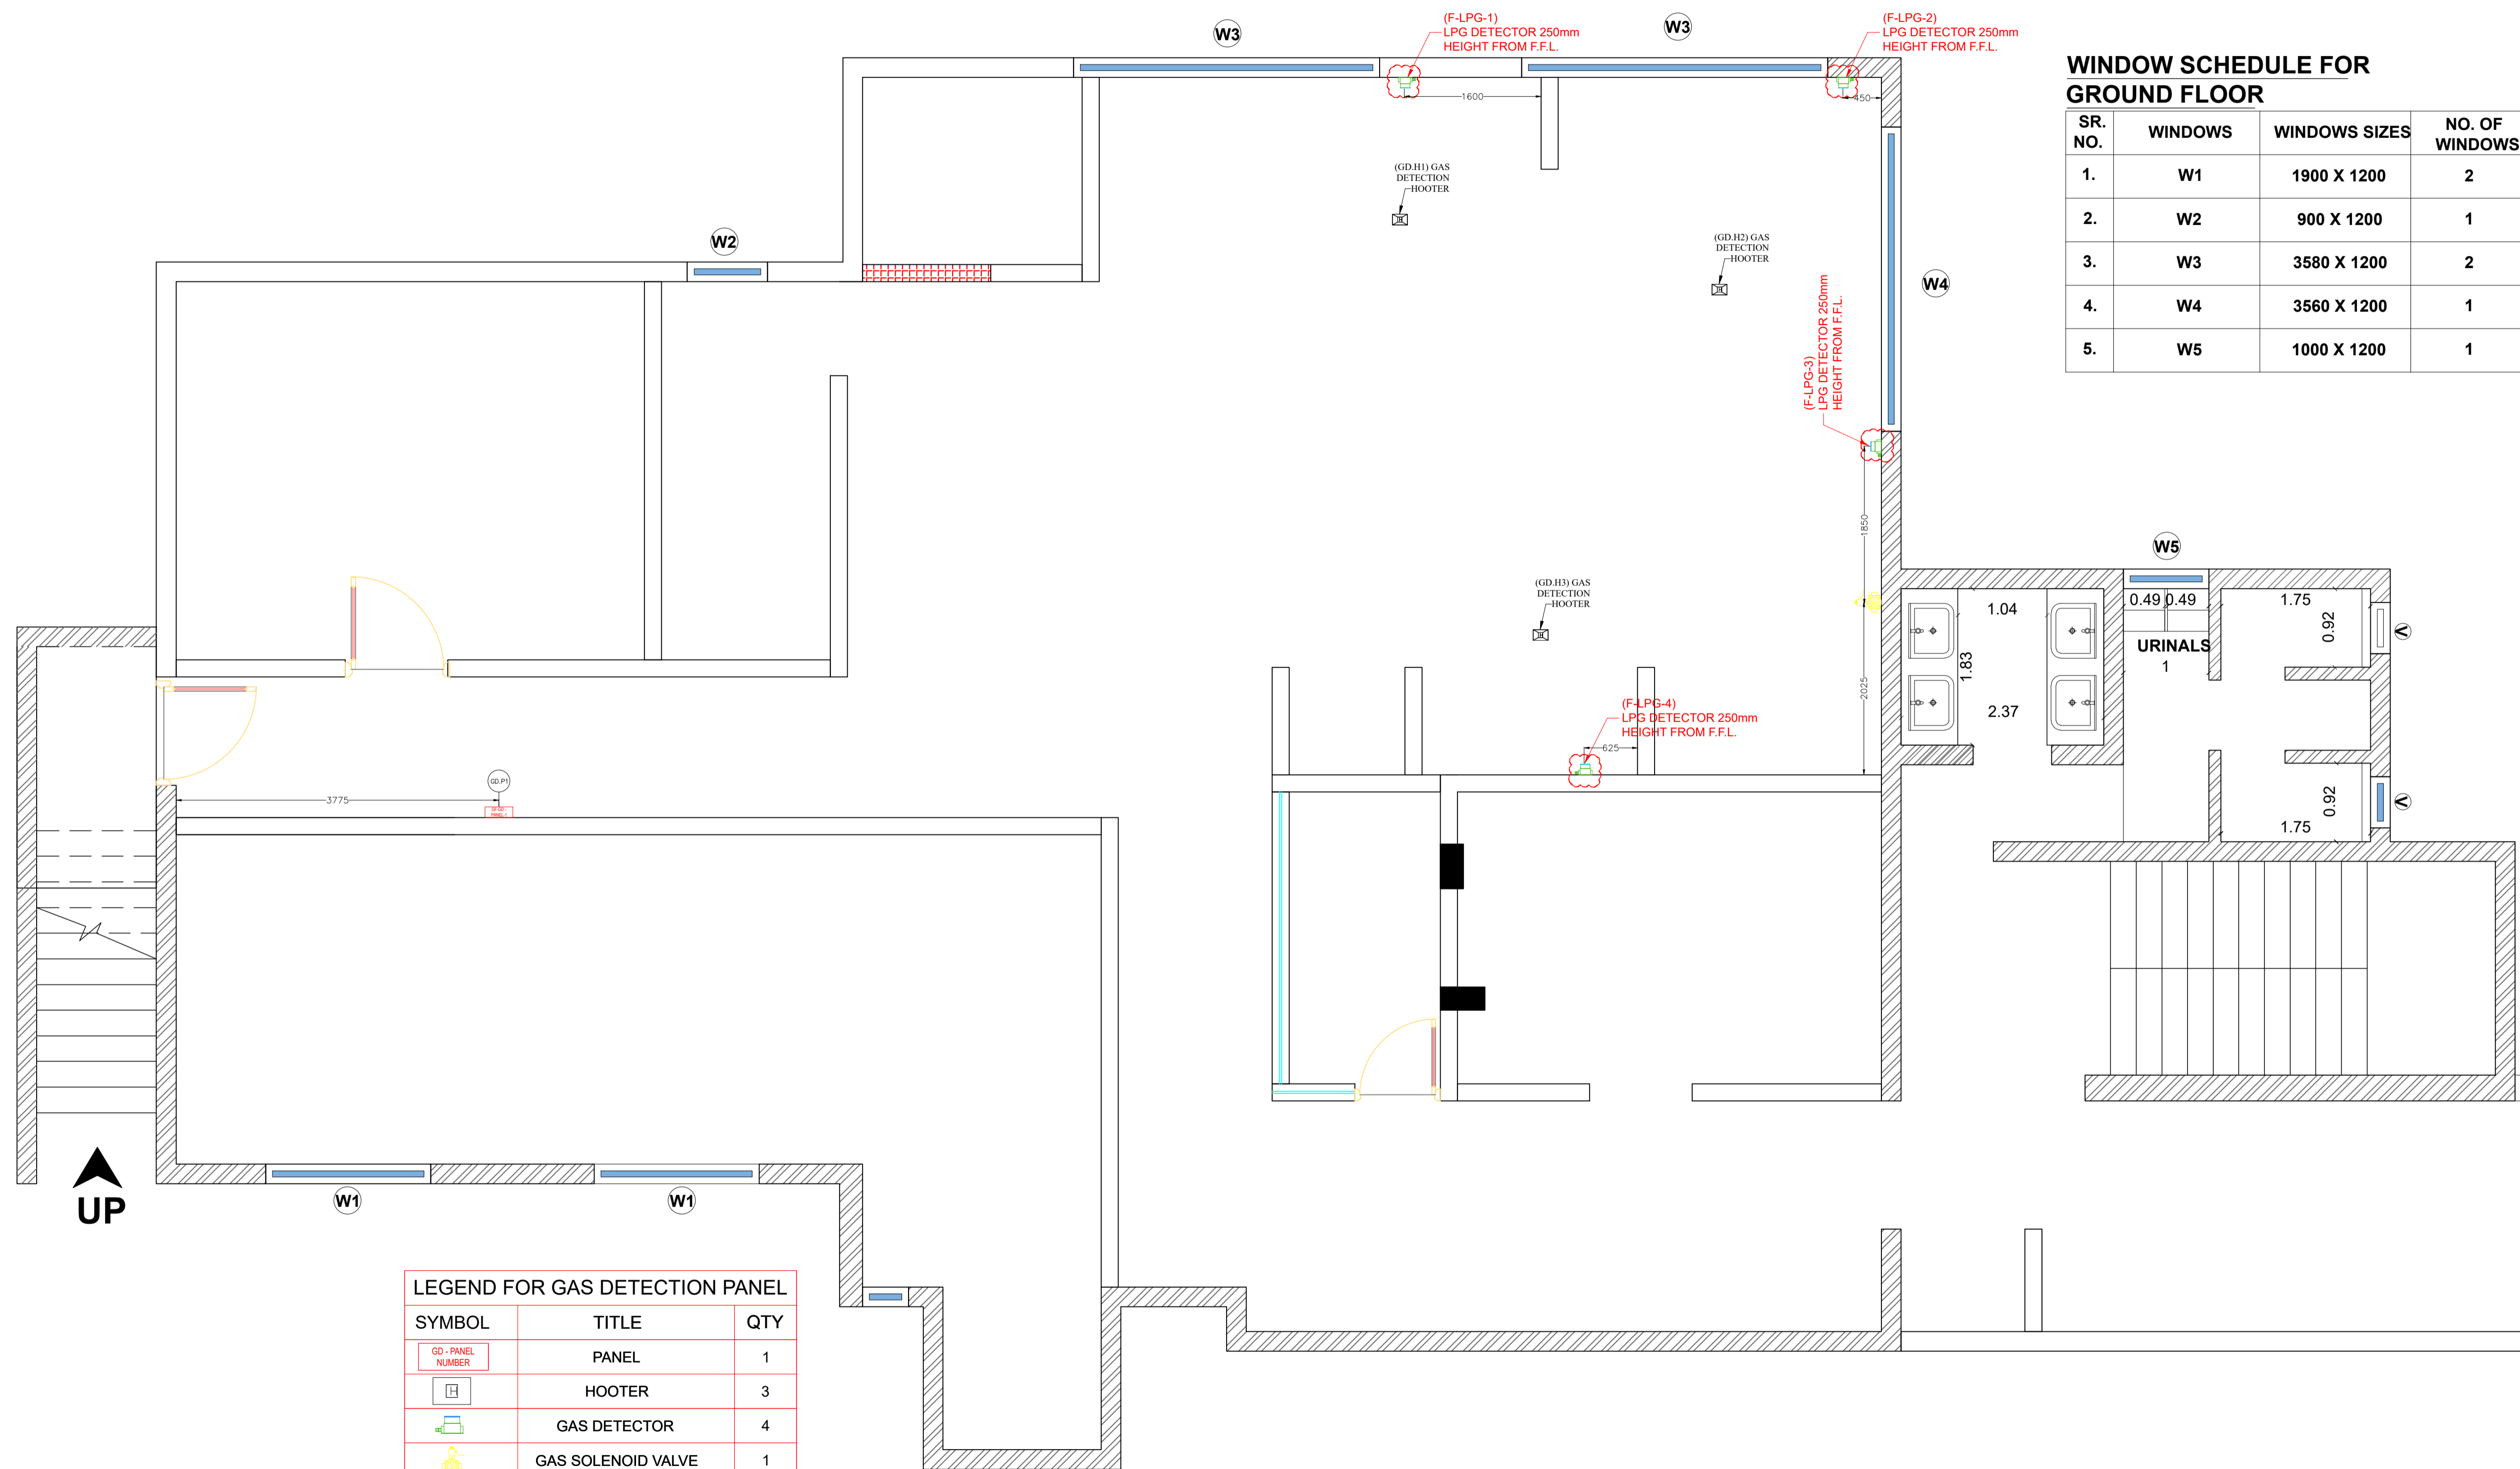 W3
(F-LPG-1)
LPG DETECTOR 250mm
HEIGHT FROM F.F.L.
W3
(F-LPG-2)
LPG DETECTOR 250mm
HEIGHT FROM F.F.L.
WINDOW SCHEDULE FOR
GROUND FLOOR
SR. NO. WINDOWS WINDOWS SIZES NO. OF WINDOWS
1. W1 1900 X 1200 2
2. W2 900 X 1200 1
3. W3 3580 X 1200 2
4. W4 3560 X 1200 1
5. W5 1000 X 1200 1
1600
450
(GD.H1) GAS
DETECTION
HOOTER
H
W2
(GD.H2) GAS
DETECTION
HOOTER
H
W4
(F-LPG-3)
LPG DETECTOR 250mm
HEIGHT FROM F.F.L.
1850
W5
(GD.H3) GAS
DETECTION
HOOTER
H
1.04
0.49 0.49
1.75
0.92
V
URINALS
1
1.83
2.37
2025
(F-LPG-4)
LPG DETECTOR 250mm
HEIGHT FROM F.F.L.
625
GD.P1
3775
GF-GD -
PANEL-1
0.92
V
1.75
UP
W1
W1
LEGEND FOR GAS DETECTION PANEL
SYMBOL TITLE QTY
GD - PANEL
NUMBER
PANEL 1
H HOOTER 3
GAS DETECTOR 4
GAS SOLENOID VALVE 1